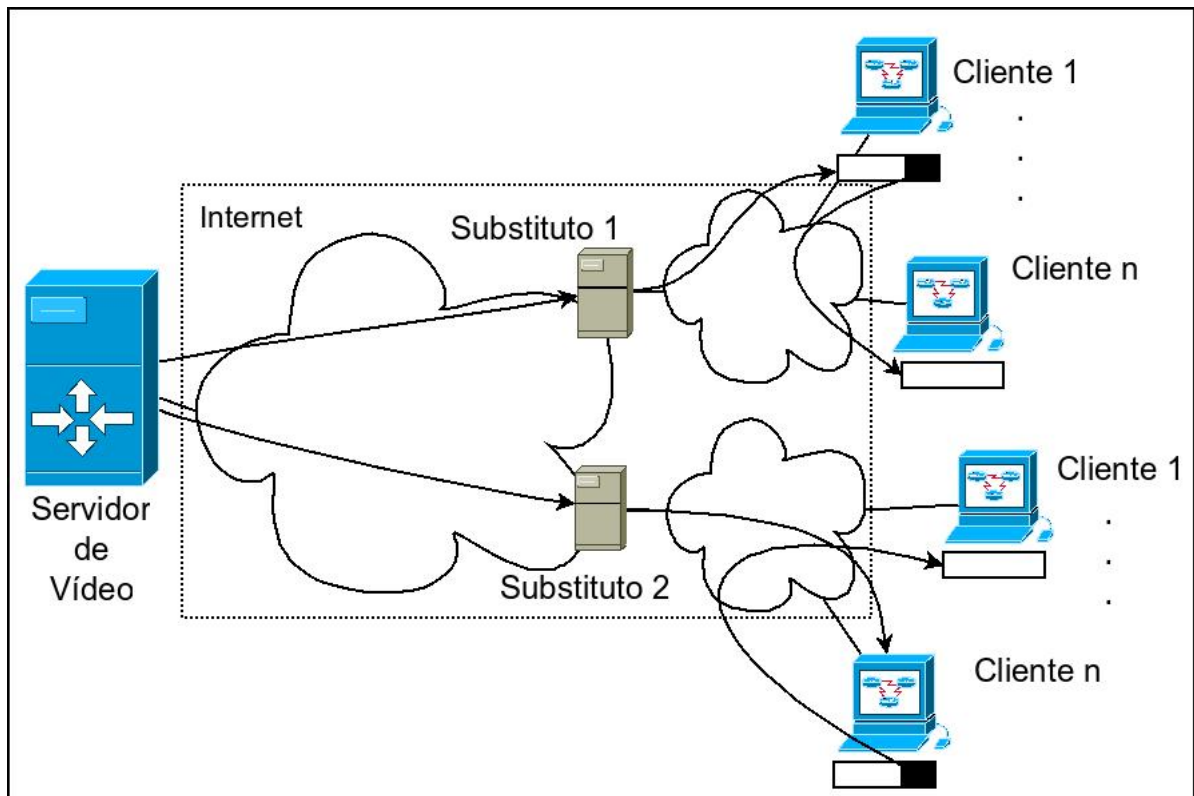 Cliente 1
Internet
Substituto 1
Cliente n
Servidor
de
Vídeo
Substituto 2
Cliente 1
Cliente n